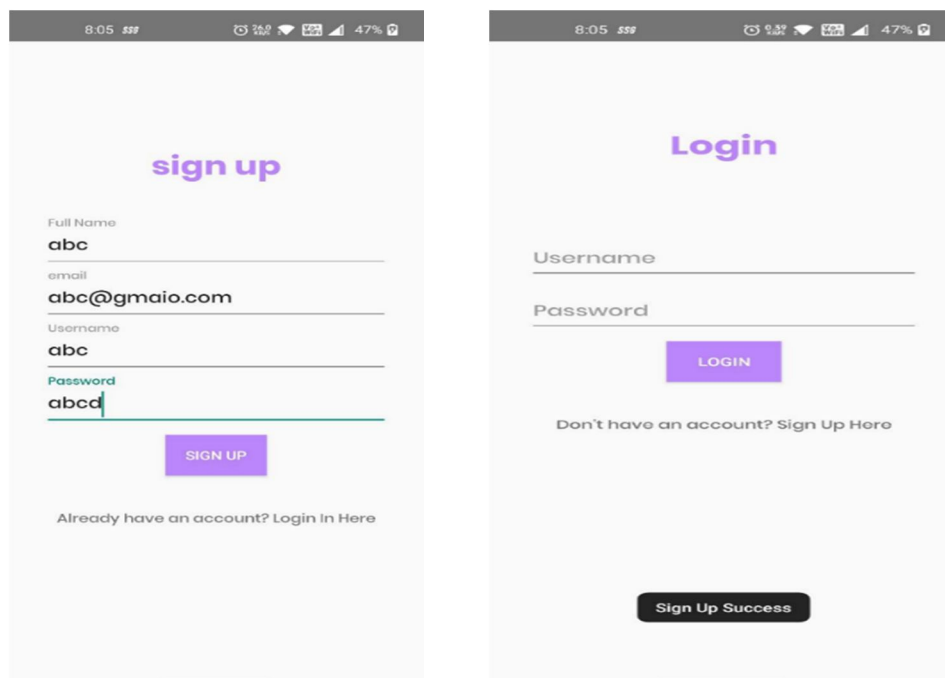 8:05 47%
sign up
Full Name
abc
email
abc@gmaio.com
Username
abc
Password
abcd
SIGN UP
Already have an account? Login In Here
8:05 47%
Login
Username
Password
LOGIN
Don't have an account? Sign Up Here
Sign Up Success